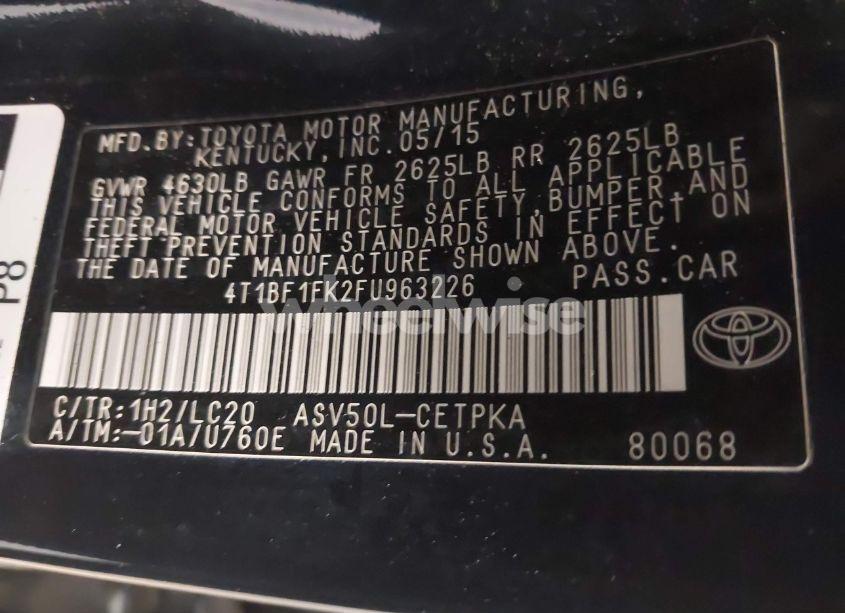 MFD.BY:TOYOTA MOTOR MANUFACTURING,
KENTUCKY,INC.05/15
GVWR 4630LB GAWR FR 2625LB RR 2625LB
THIS VEHICLE CONFORMS TO ALL APPLICABLE
FEDERAL MOTOR VEHICLE SAFETY,BUMPER,AND
THEFT PREVENTION STANDARDS IN EFFECT ON
THE DATE OF MANUFACTURE SHOWN ABOVE.
4T1BF1FK2FU963226 PASS.CAR
wheelwise
C/TR:1H2/LC20 ASV50L-CETPKA
A/TM:-01A/U760E MADE IN U.S.A. 80068
P8